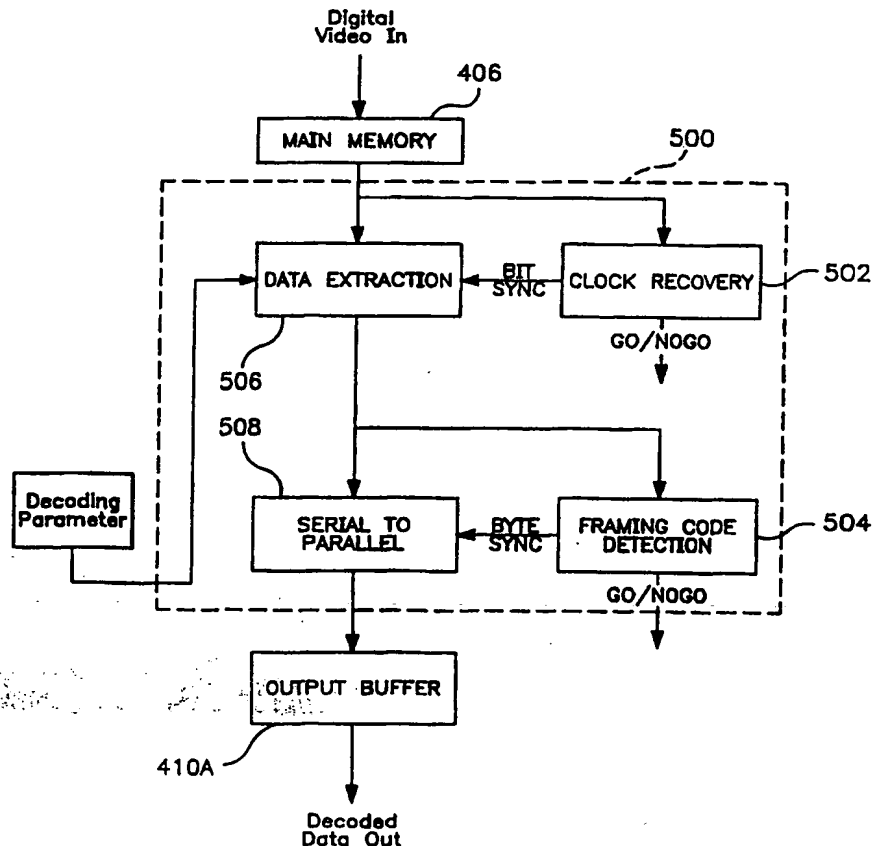 Digital
Video In
406
MAIN MEMORY
500
DATA EXTRACTION
BIT
SYNC
CLOCK RECOVERY
502
GO/NOGO
506
508
Decoding
Parameter
SERIAL TO
PARALLEL
BYTE
SYNC
FRAMING CODE
DETECTION
504
GO/NOGO
OUTPUT BUFFER
410A
Decoded
Data Out